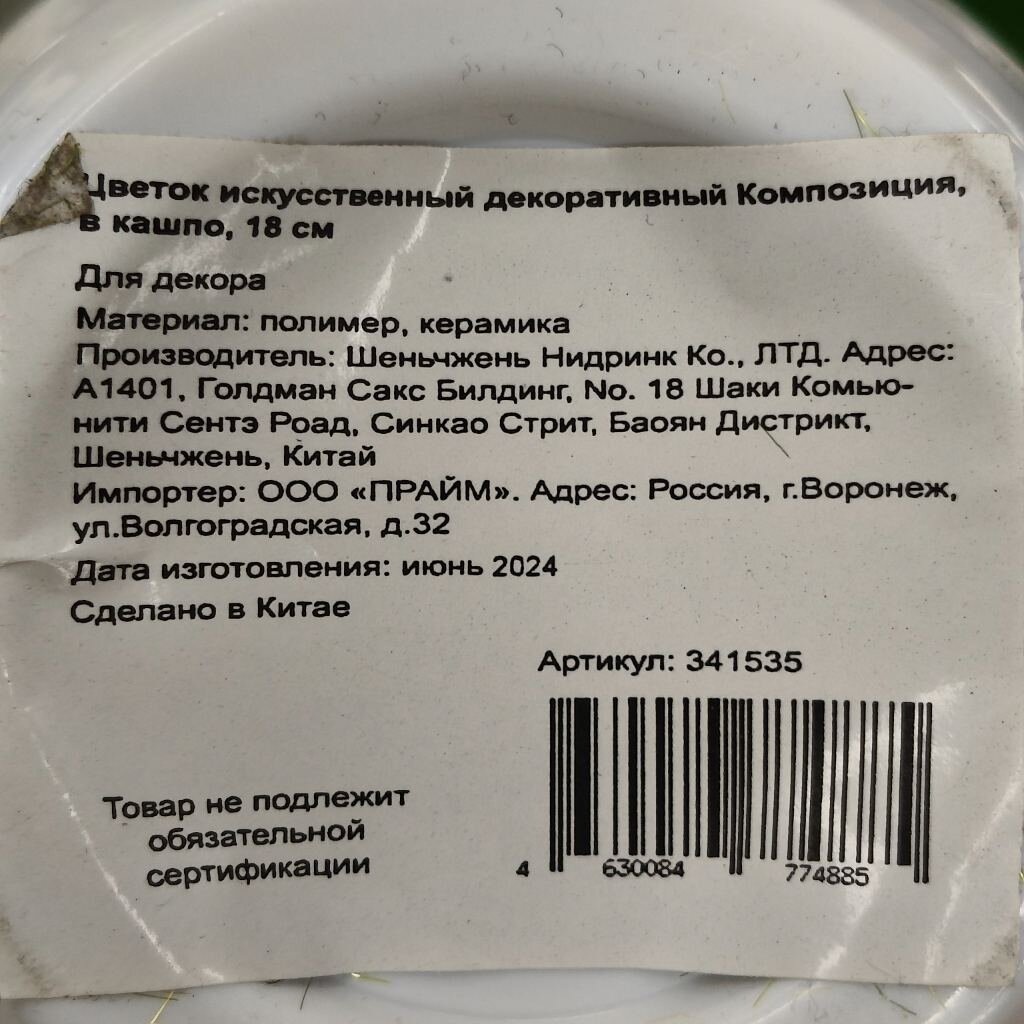 Цветок искусственный декоративный Композиция,
в кашпо, 18 см
Для декора
Материал: полимер, керамика
Производитель: Шеньчжень Нидринк Ко., ЛТД. Адрес:
А1401, Голдман Сакс Билдинг, No. 18 Шаки Комью-
нити Сентэ Роад, Синкао Стрит, Баоян Дистрикт,
Шеньчжень, Китай
Импортер: ООО «ПРАЙМ». Адрес: Россия, г.Воронеж,
ул.Волгоградская, д.32
Дата изготовления: июнь 2024
Сделано в Китае
Артикул: 341535
Товар не подлежит
обязательной
сертификации
4 630084 774885